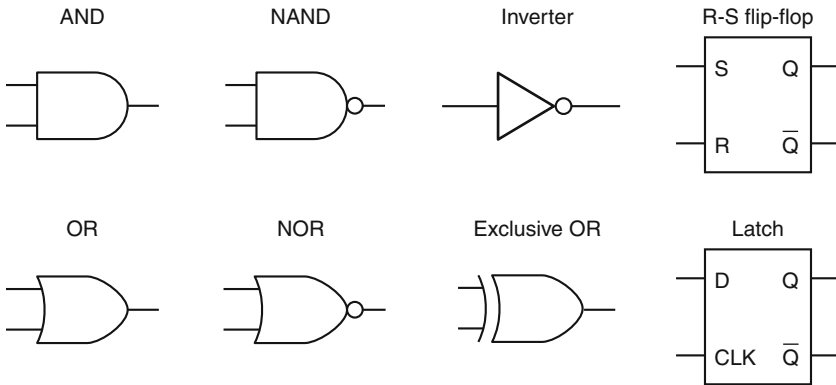 AND
NAND
Inverter
R-S flip-flop
S Q
R Q̅
OR
NOR
Exclusive OR
Latch
D Q
CLK Q̅